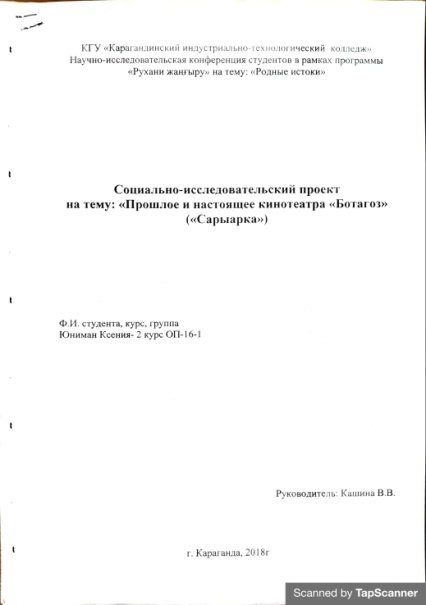 КГУ «Карагандинский индустриально-технологический колледж»
Научно-исследовательская конференция студентов в рамках программы
«Рухани жаңғыру» на тему: «Родные истоки»
Социально-исследовательский проект
на тему: «Прошлое и настоящее кинотеатра «Ботагоз»
(«Сарыарка»)
Ф.И. студента, курс, группа
Юниман Ксения- 2 курс ОП-16-1
Руководитель: Кашина В.В.
г. Караганда, 2018г
Scanned by TapScanner